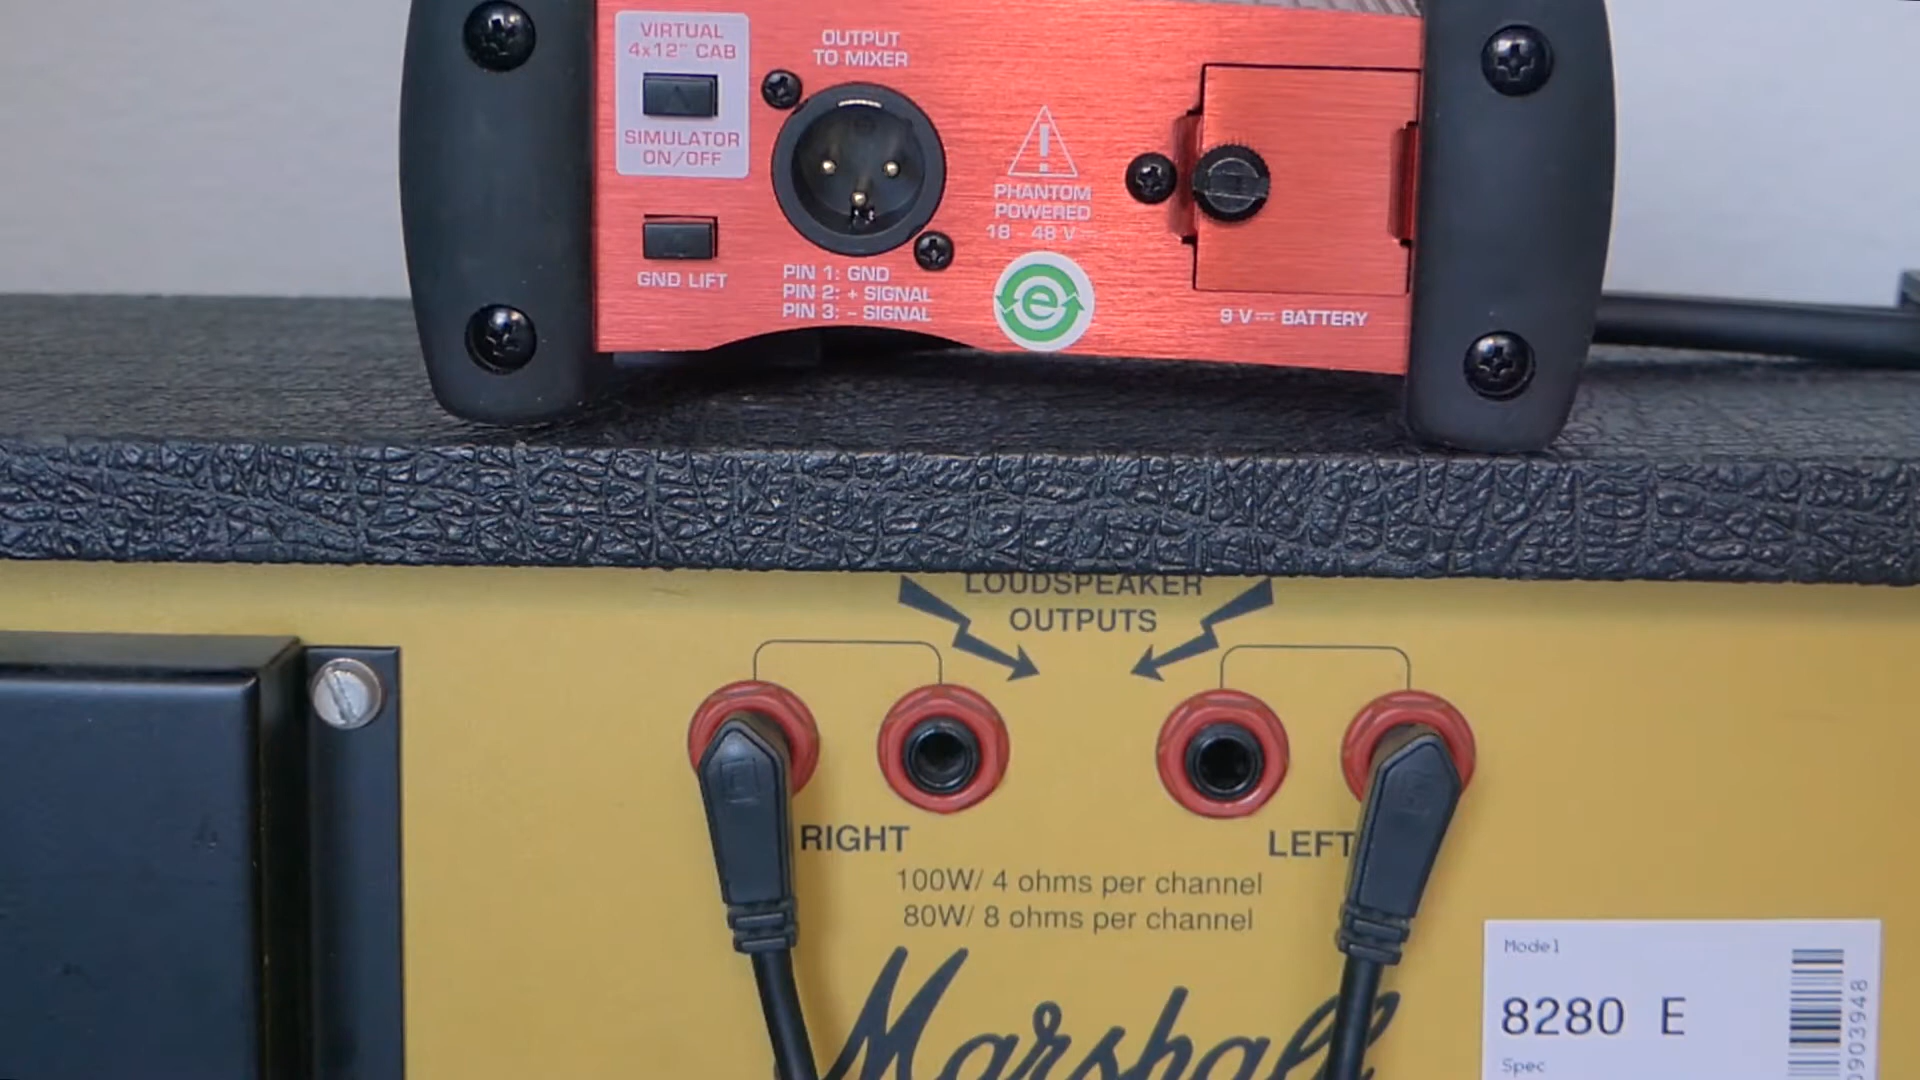 VIRTUAL
4x12" CAB
SIMULATOR
ON/OFF
GND LIFT
OUTPUT
TO MIXER
PIN 1: GND
PIN 2: + SIGNAL
PIN 3: – SIGNAL
!
PHANTOM
POWERED
18 - 48 V
e
9 V BATTERY
LOUDSPEAKER
OUTPUTS
RIGHT
LEFT
100W/ 4 ohms per channel
80W/ 8 ohms per channel
Marshall
Model
8280 E
Spec
0903948